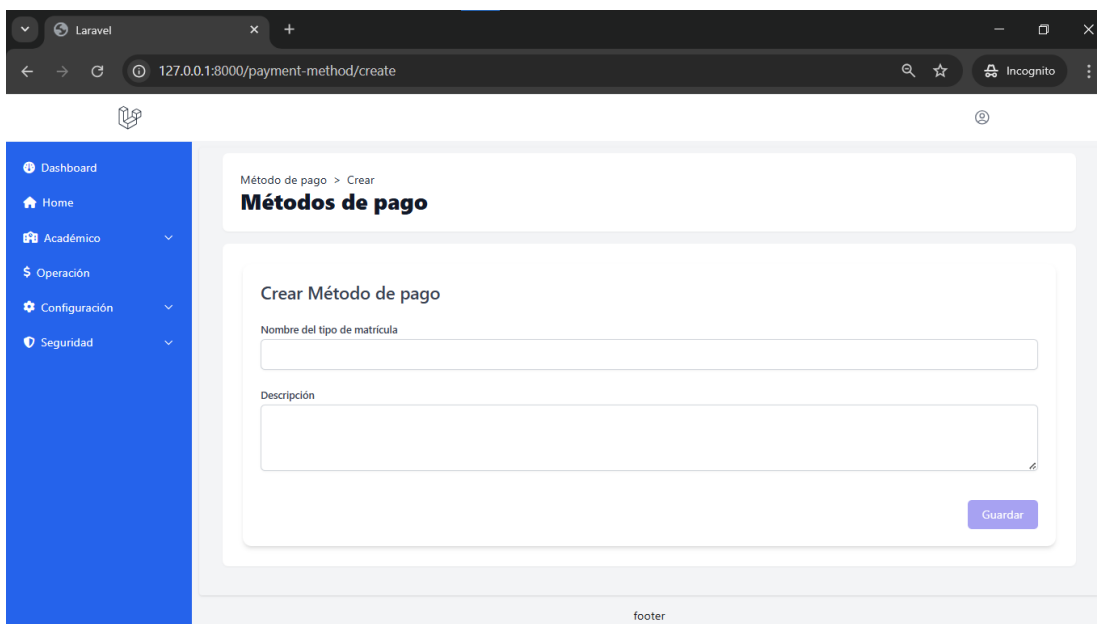 Laravel
127.0.0.1:8000/payment-method/create
Incognito
Dashboard
Home
Académico
$ Operación
Configuración
Seguridad
Método de pago > Crear
Métodos de pago
Crear Método de pago
Nombre del tipo de matrícula
Descripción
Guardar
footer